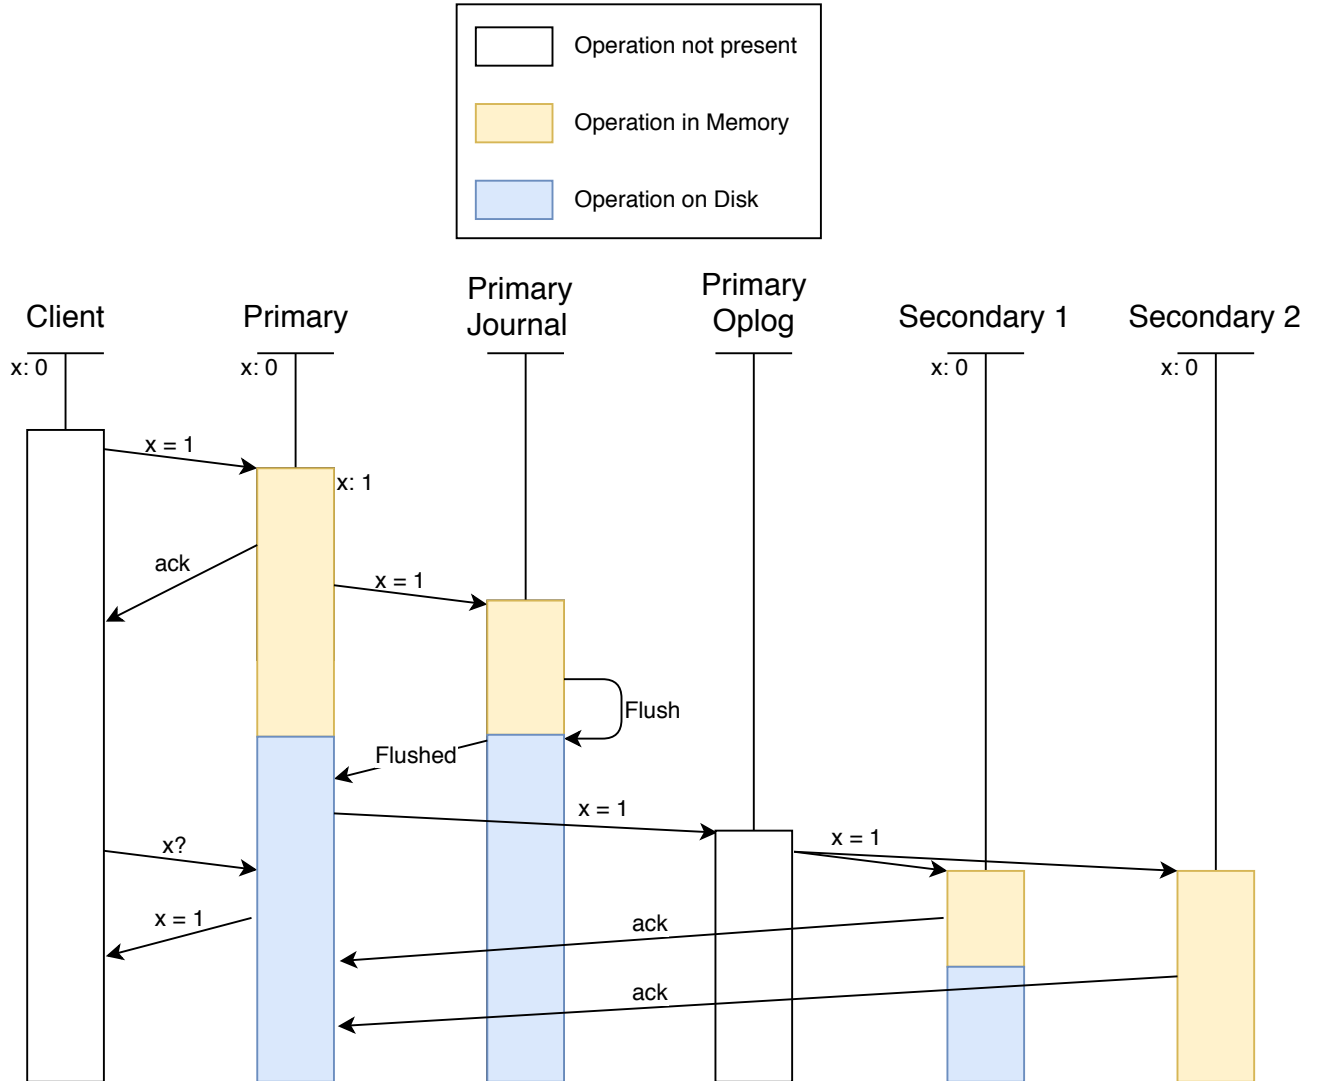 Operation not present
Operation in Memory
Operation on Disk
Client
Primary
Primary
Journal
Primary
Oplog
Secondary 1
Secondary 2
x: 0
x: 0
x: 0
x: 0
x = 1
x: 1
ack
x = 1
Flush
Flushed
x = 1
x = 1
x?
x = 1
ack
ack